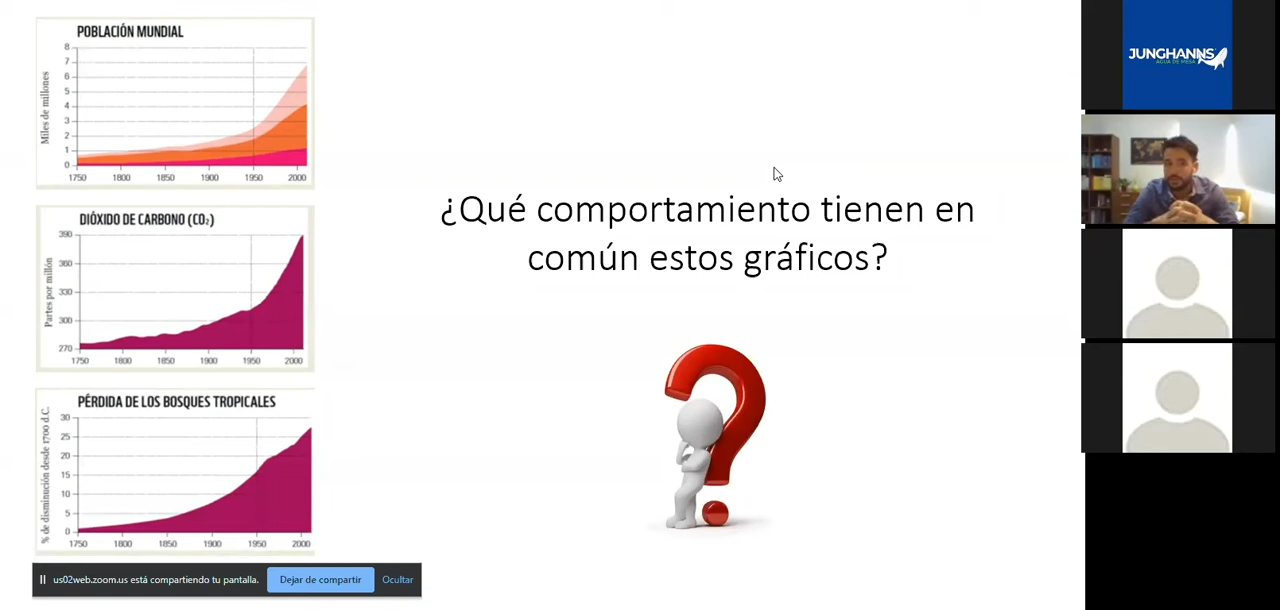 POBLACIÓN MUNDIAL
Miles de millones
8
7
6
5
4
3
2
1
0
1750 1800 1850 1900 1950 2000
DIÓXIDO DE CARBONO (CO₂)
Partes por millón
390
360
330
300
270
1750 1800 1850 1900 1950 2000
PÉRDIDA DE LOS BOSQUES TROPICALES
% de disminución desde 1700 d.C.
30
25
20
15
10
5
0
1750 1800 1850 1900 1950 2000
¿Qué comportamiento tienen en
común estos gráficos?
us02web.zoom.us está compartiendo tu pantalla.
Dejar de compartir
Ocultar
JUNGHANNS
AGUA DE MESA